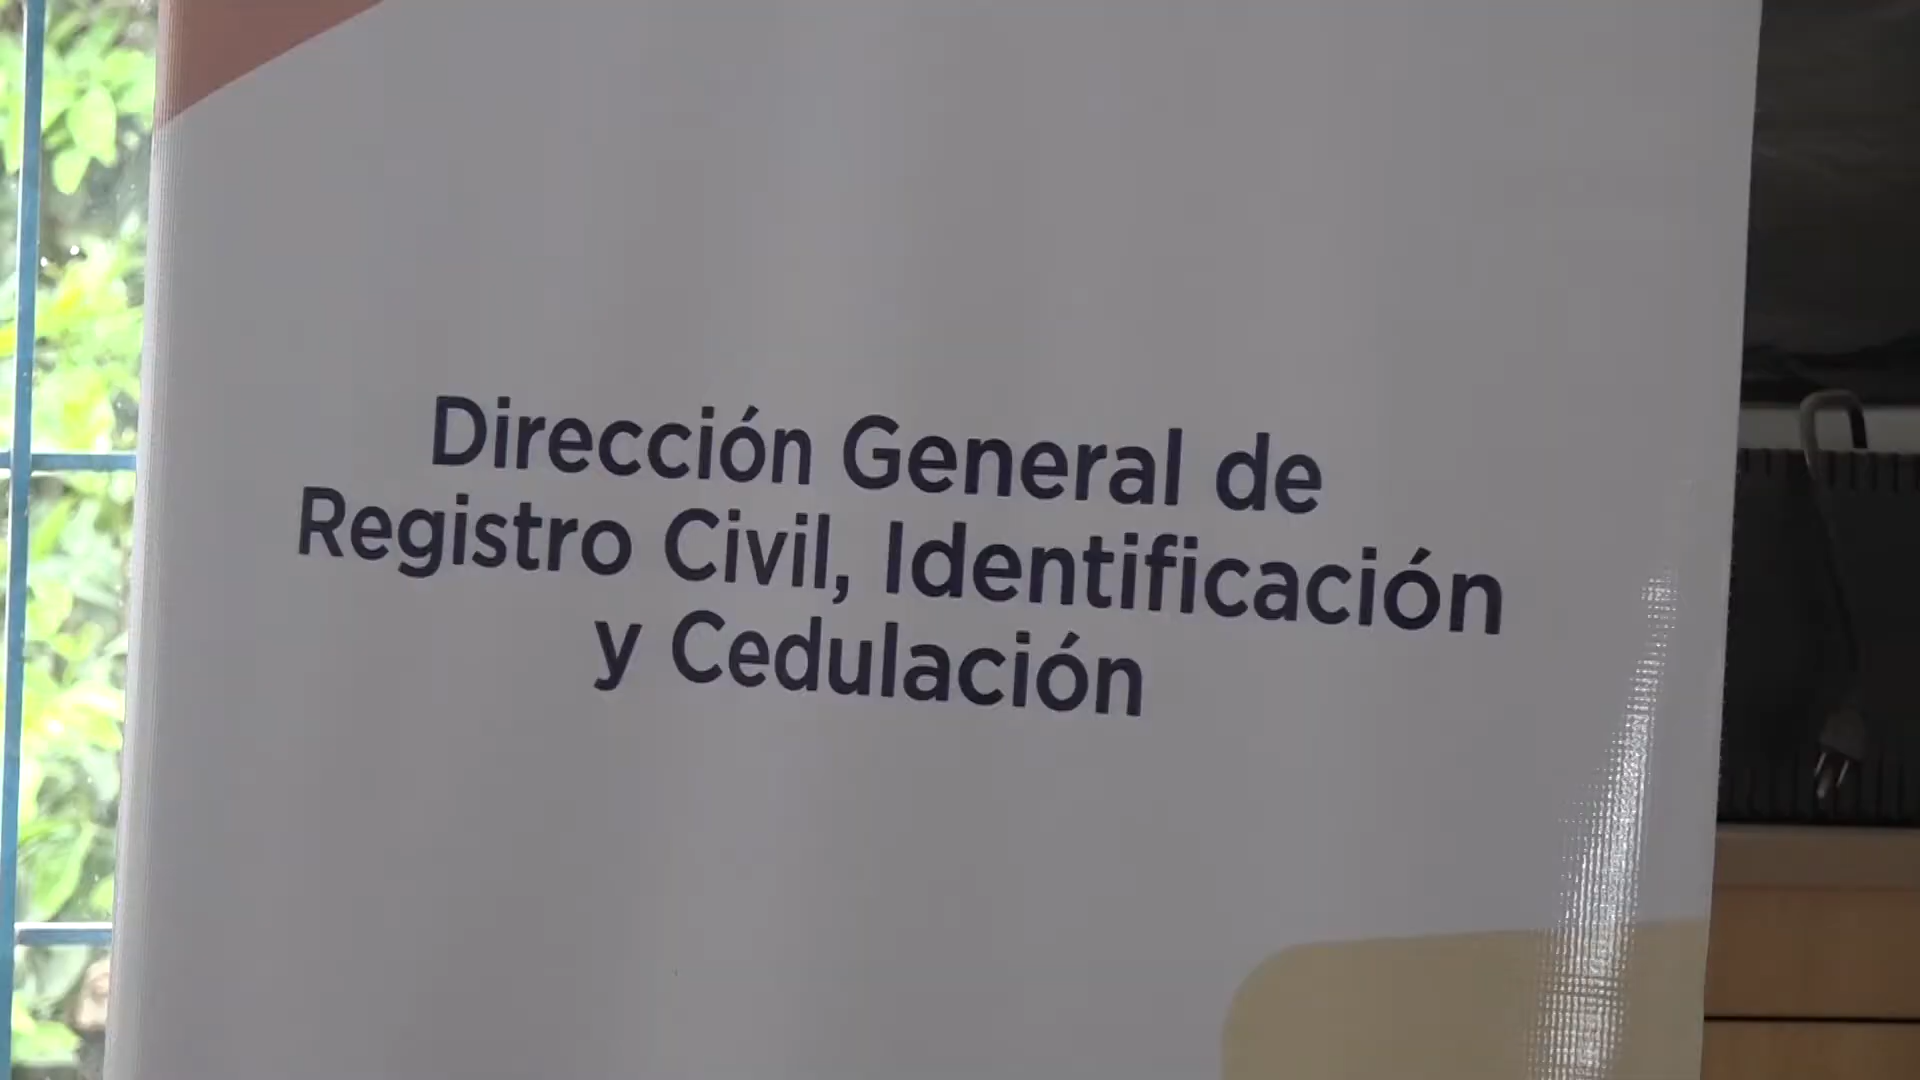 Dirección General de
Registro Civil, Identificación
y Cedulación